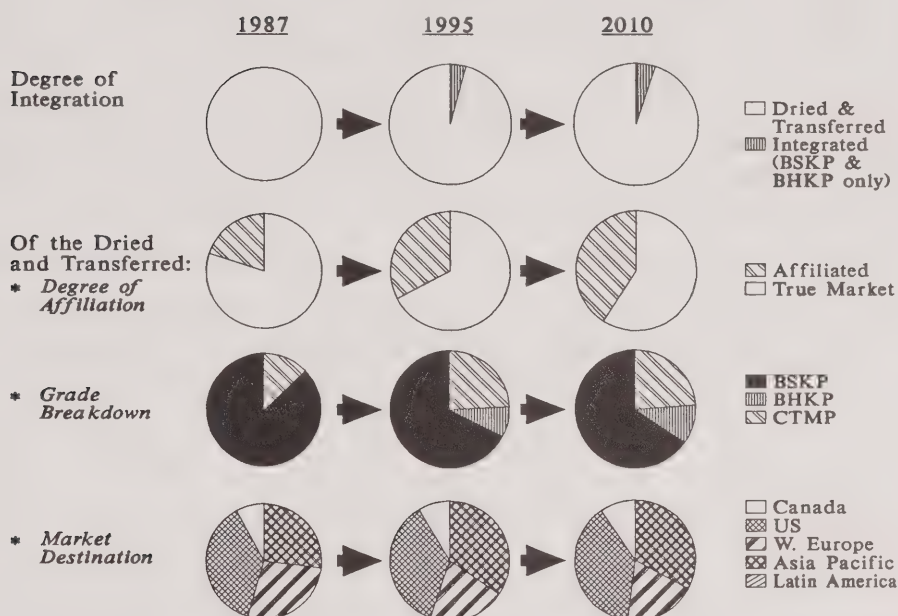 1987
1995
2010
Degree of
Integration
Dried &
Transferred
Integrated
(BSKP &
BHKP only)
Of the Dried
and Transferred:
* Degree of
Affiliation
Affiliated
True Market
* Grade
Breakdown
BSKP
BHKP
CTMP
* Market
Destination
Canada
US
W. Europe
Asia Pacific
Latin America